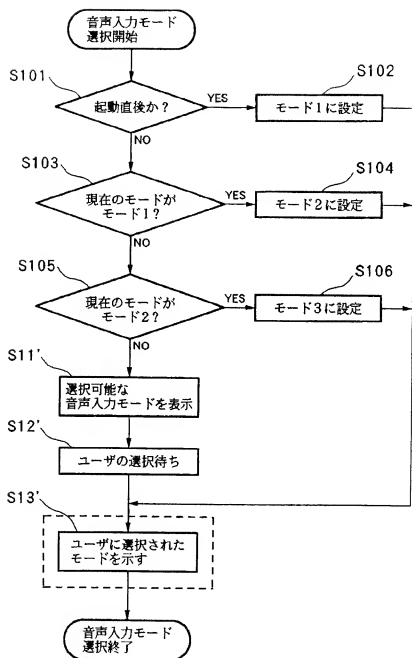 音声入力モード
選択開始
S101
起動直後か？
YES
S102
モード1に設定
NO
S103
現在のモードが
モード1？
YES
S104
モード2に設定
NO
S105
現在のモードが
モード2？
YES
S106
モード3に設定
NO
S11'
選択可能な
音声入力モードを表示
S12'
ユーザの選択待ち
S13'
ユーザに選択された
モードを示す
音声入力モード
選択終了